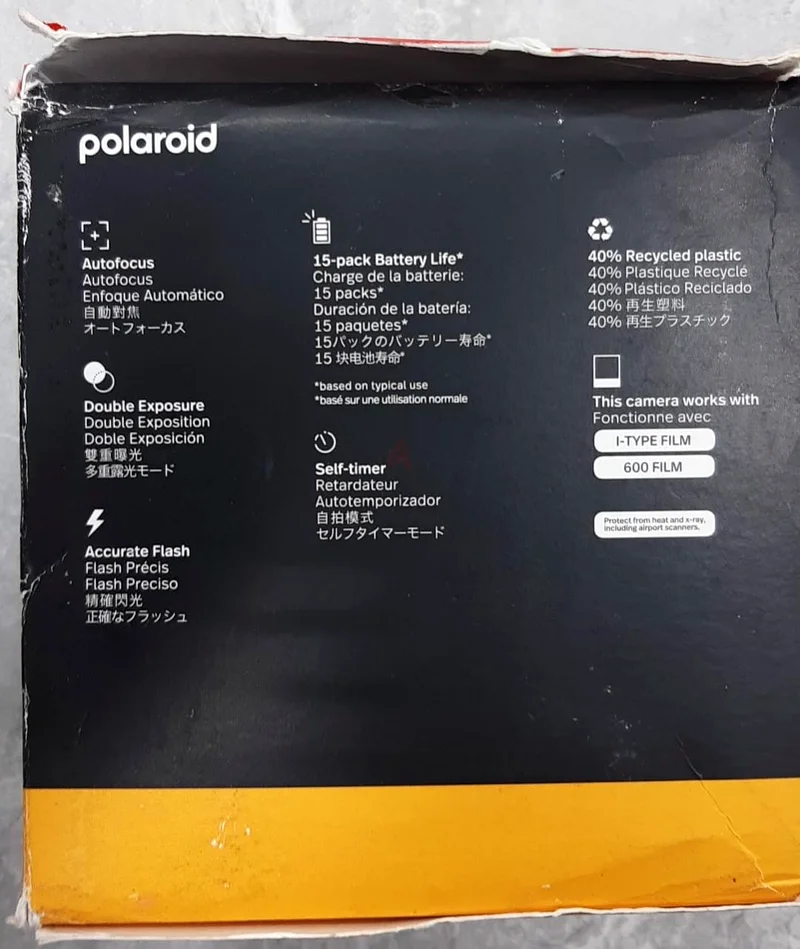 polaroid
Autofocus
Autofocus
Enfoque Automático
自動對焦
オートフォーカス
Double Exposure
Double Exposition
Doble Exposición
雙重曝光
多重露光モード
Accurate Flash
Flash Précis
Flash Preciso
精確閃光
正確なフラッシュ
15-pack Battery Life*
Charge de la batterie:
15 packs*
Duración de la batería:
15 paquetes*
15パックのバッテリー寿命*
15 块电池寿命*
*based on typical use
*basé sur une utilisation normale
Self-timer
Retardateur
Autotemporizador
自拍模式
セルフタイマーモード
40% Recycled plastic
40% Plastique Recyclé
40% Plástico Reciclado
40% 再生塑料
40% 再生プラスチック
This camera works with
Fonctionne avec
I-TYPE FILM
600 FILM
Protect from heat and x-ray,
including airport scanners.